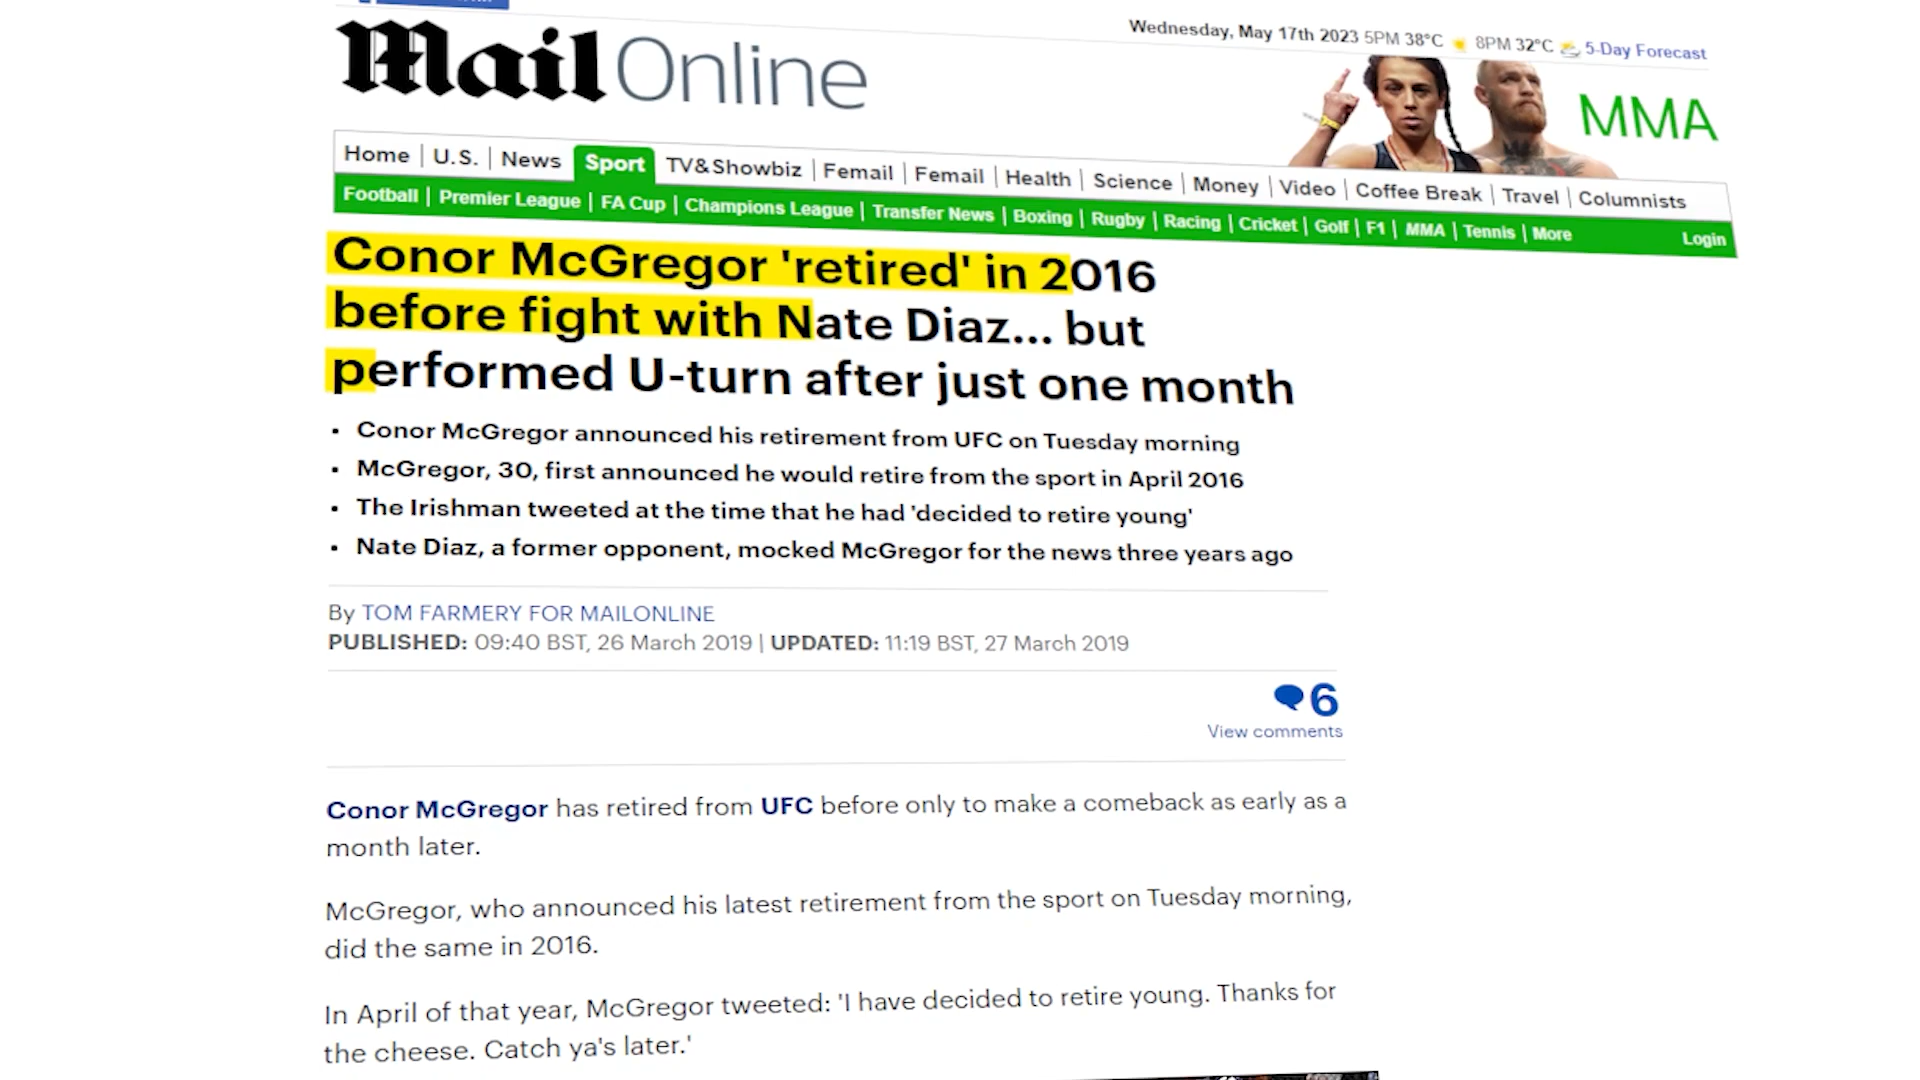 Wednesday, May 17th 2023 5PM 38°C 8PM 32°C 5-Day Forecast
Mail Online
MMA
Home U.S. News Sport TV&Showbiz Femail Femail Health Science Money Video Coffee Break Travel Columnists
Football Premier League FA Cup Champions League Transfer News Boxing Rugby Racing Cricket Golf F1 MMA Tennis More Login
Conor McGregor 'retired' in 2016
before fight with Nate Diaz... but
performed U-turn after just one month
• Conor McGregor announced his retirement from UFC on Tuesday morning
• McGregor, 30, first announced he would retire from the sport in April 2016
• The Irishman tweeted at the time that he had 'decided to retire young'
• Nate Diaz, a former opponent, mocked McGregor for the news three years ago
By TOM FARMERY FOR MAILONLINE
PUBLISHED: 09:40 BST, 26 March 2019 | UPDATED: 11:19 BST, 27 March 2019
6
View comments
Conor McGregor has retired from UFC before only to make a comeback as early as a
month later.
McGregor, who announced his latest retirement from the sport on Tuesday morning,
did the same in 2016.
In April of that year, McGregor tweeted: 'I have decided to retire young. Thanks for
the cheese. Catch ya's later.'